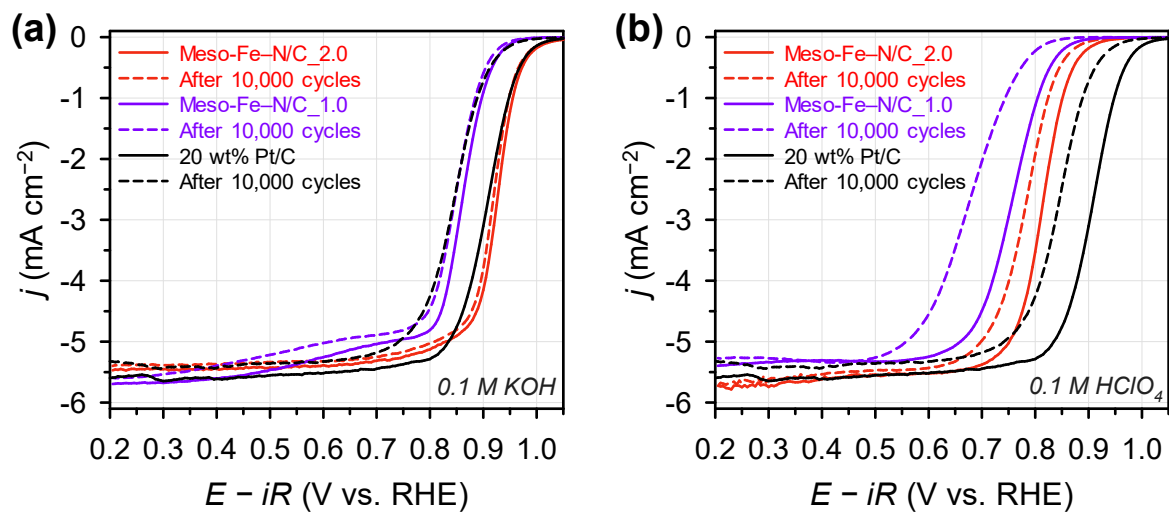 (a)
0
-1
-2
-3
-4
-5
-6
j (mA cm⁻²)
Meso-Fe–N/C_2.0
After 10,000 cycles
Meso-Fe–N/C_1.0
After 10,000 cycles
20 wt% Pt/C
After 10,000 cycles
0.1 M KOH
0.2 0.3 0.4 0.5 0.6 0.7 0.8 0.9 1.0
E − iR (V vs. RHE)
(b)
0
-1
-2
-3
-4
-5
-6
j (mA cm⁻²)
Meso-Fe–N/C_2.0
After 10,000 cycles
Meso-Fe–N/C_1.0
After 10,000 cycles
20 wt% Pt/C
After 10,000 cycles
0.1 M HClO₄
0.2 0.3 0.4 0.5 0.6 0.7 0.8 0.9 1.0
E − iR (V vs. RHE)